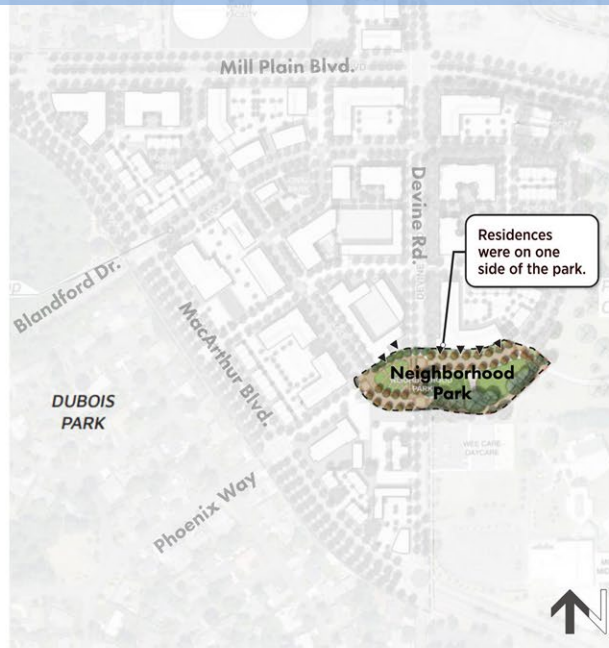 Mill Plain Blvd.
Devine Rd.
Residences
were on one
side of the park.
Blandford Dr.
MacArthur Blvd.
Neighborhood
Park
DUBOIS
PARK
WEE CARE
DAYCARE
Phoenix Way
N